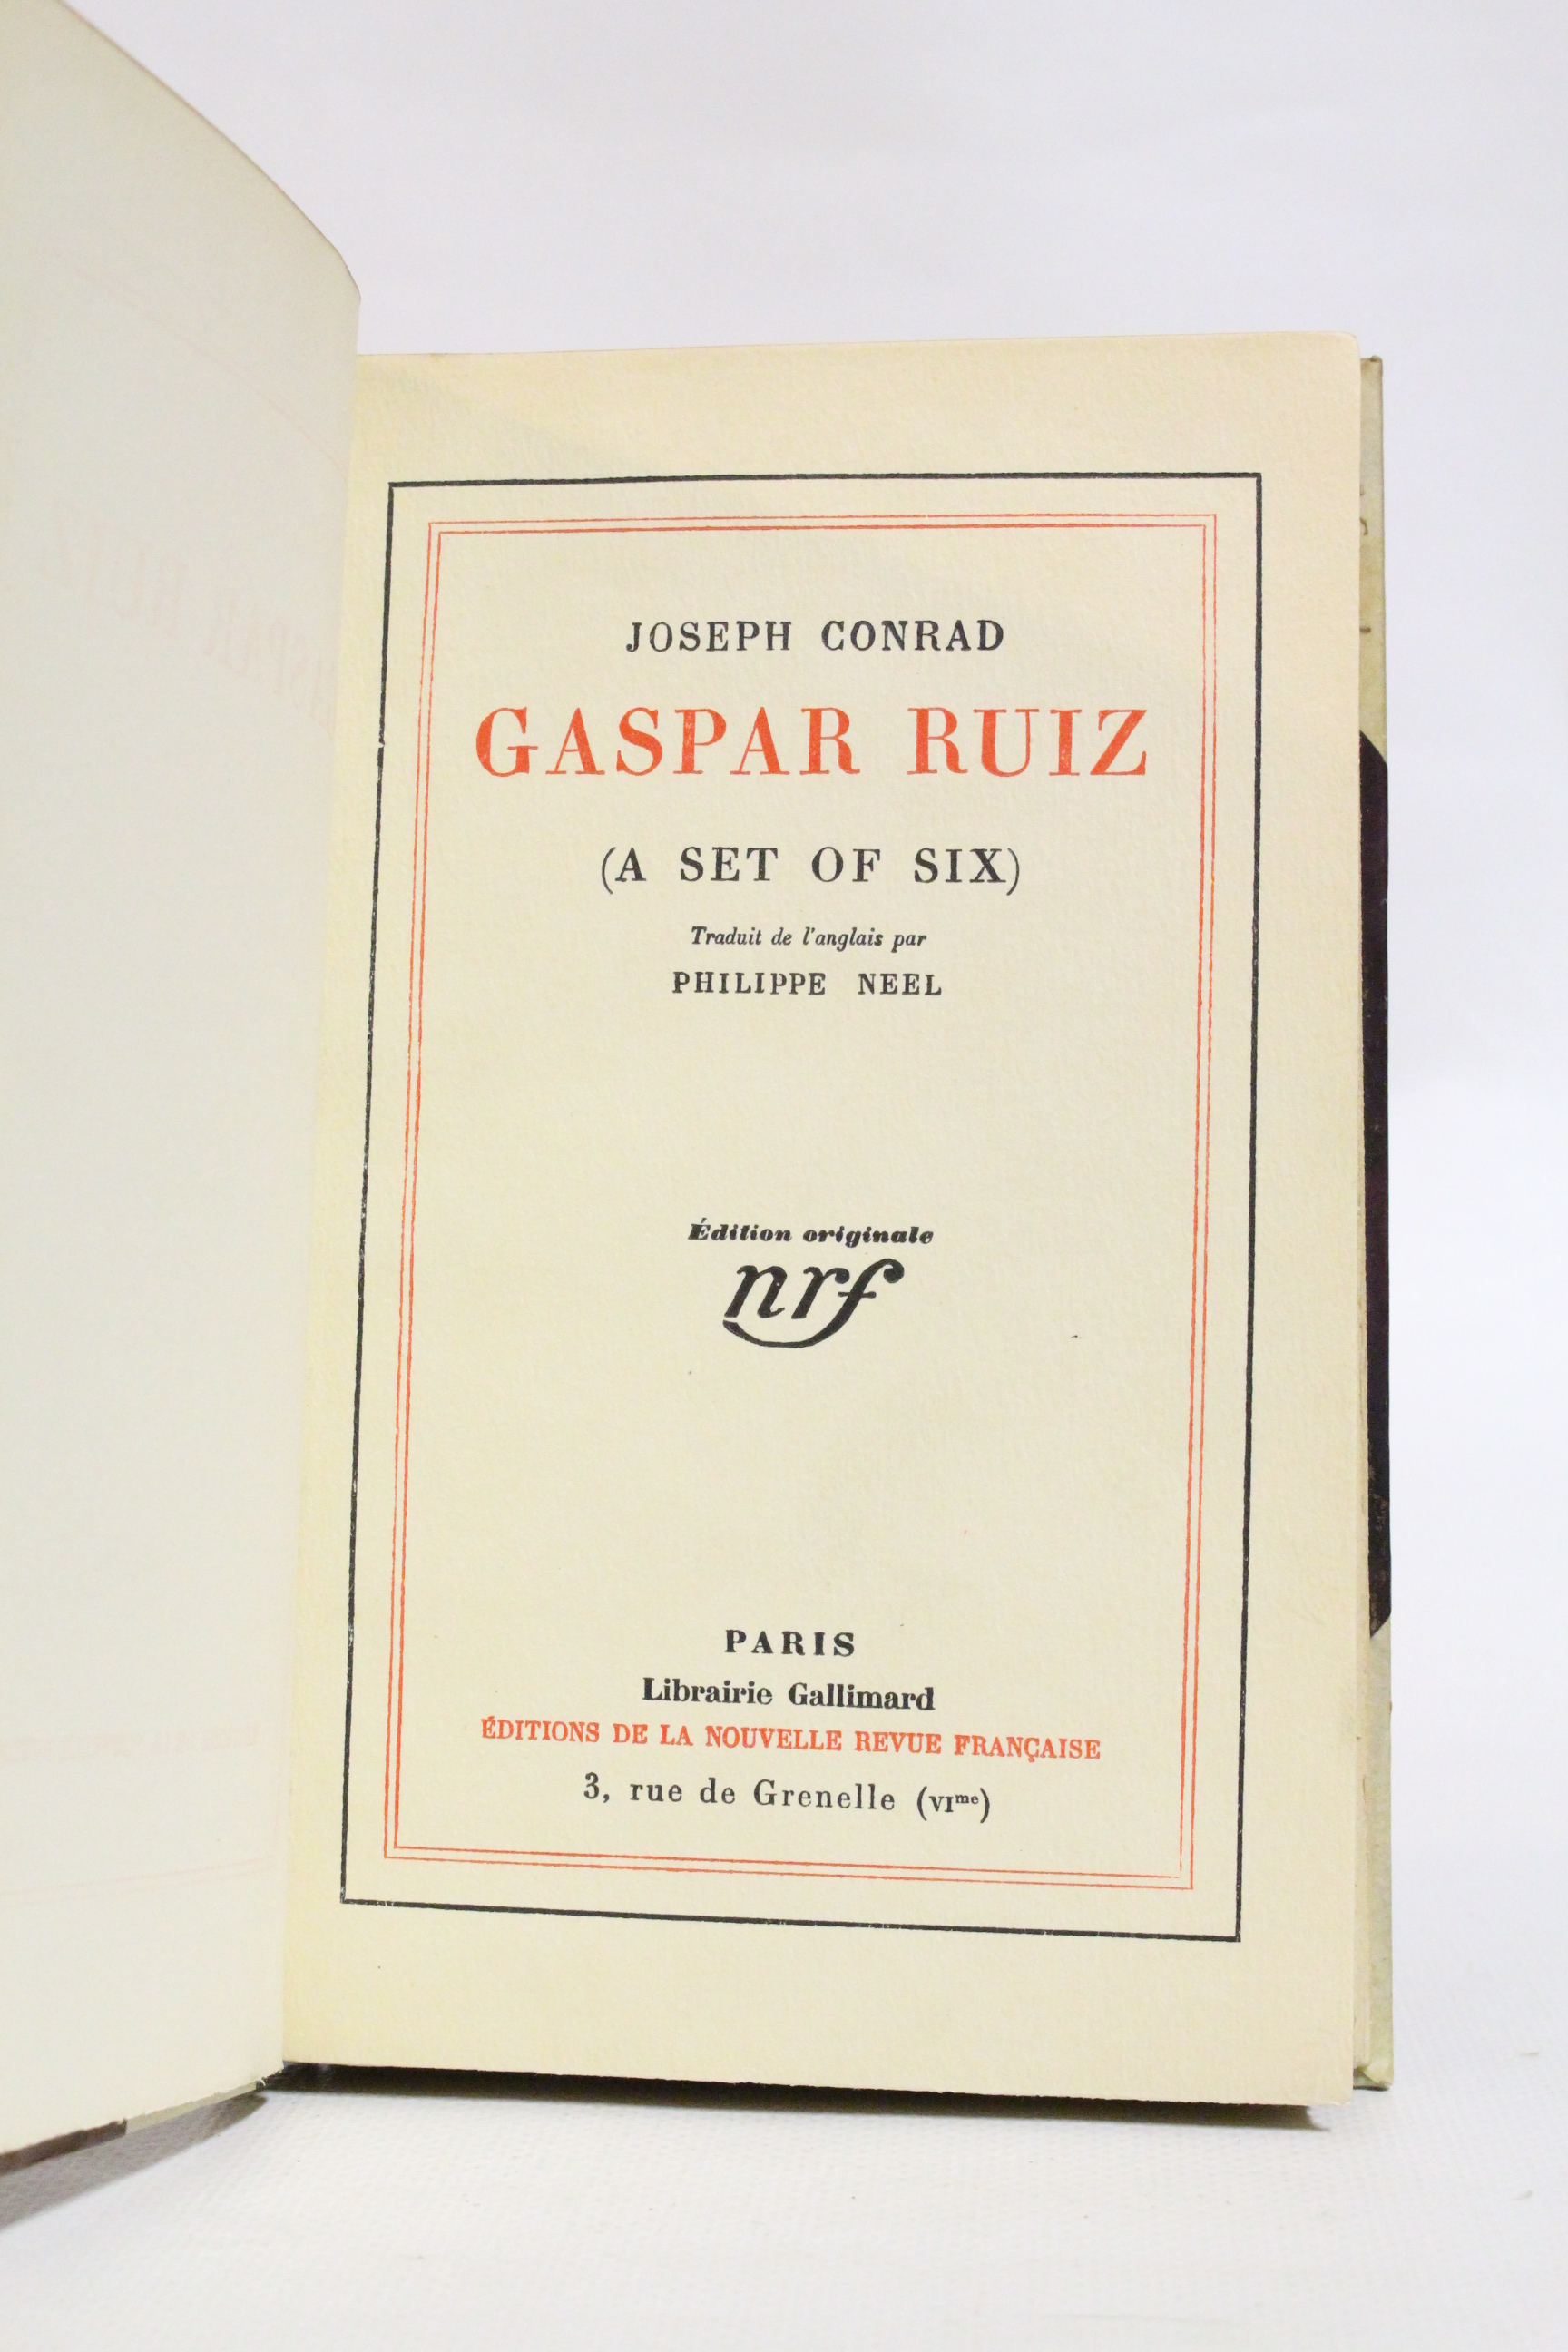 JOSEPH CONRAD
GASPAR RUIZ
(A SET OF SIX)
Traduit de l'anglais par
PHILIPPE NEEL
Édition originale
nrf
PARIS
Librairie Gallimard
ÉDITIONS DE LA NOUVELLE REVUE FRANÇAISE
3, rue de Grenelle (VIme)